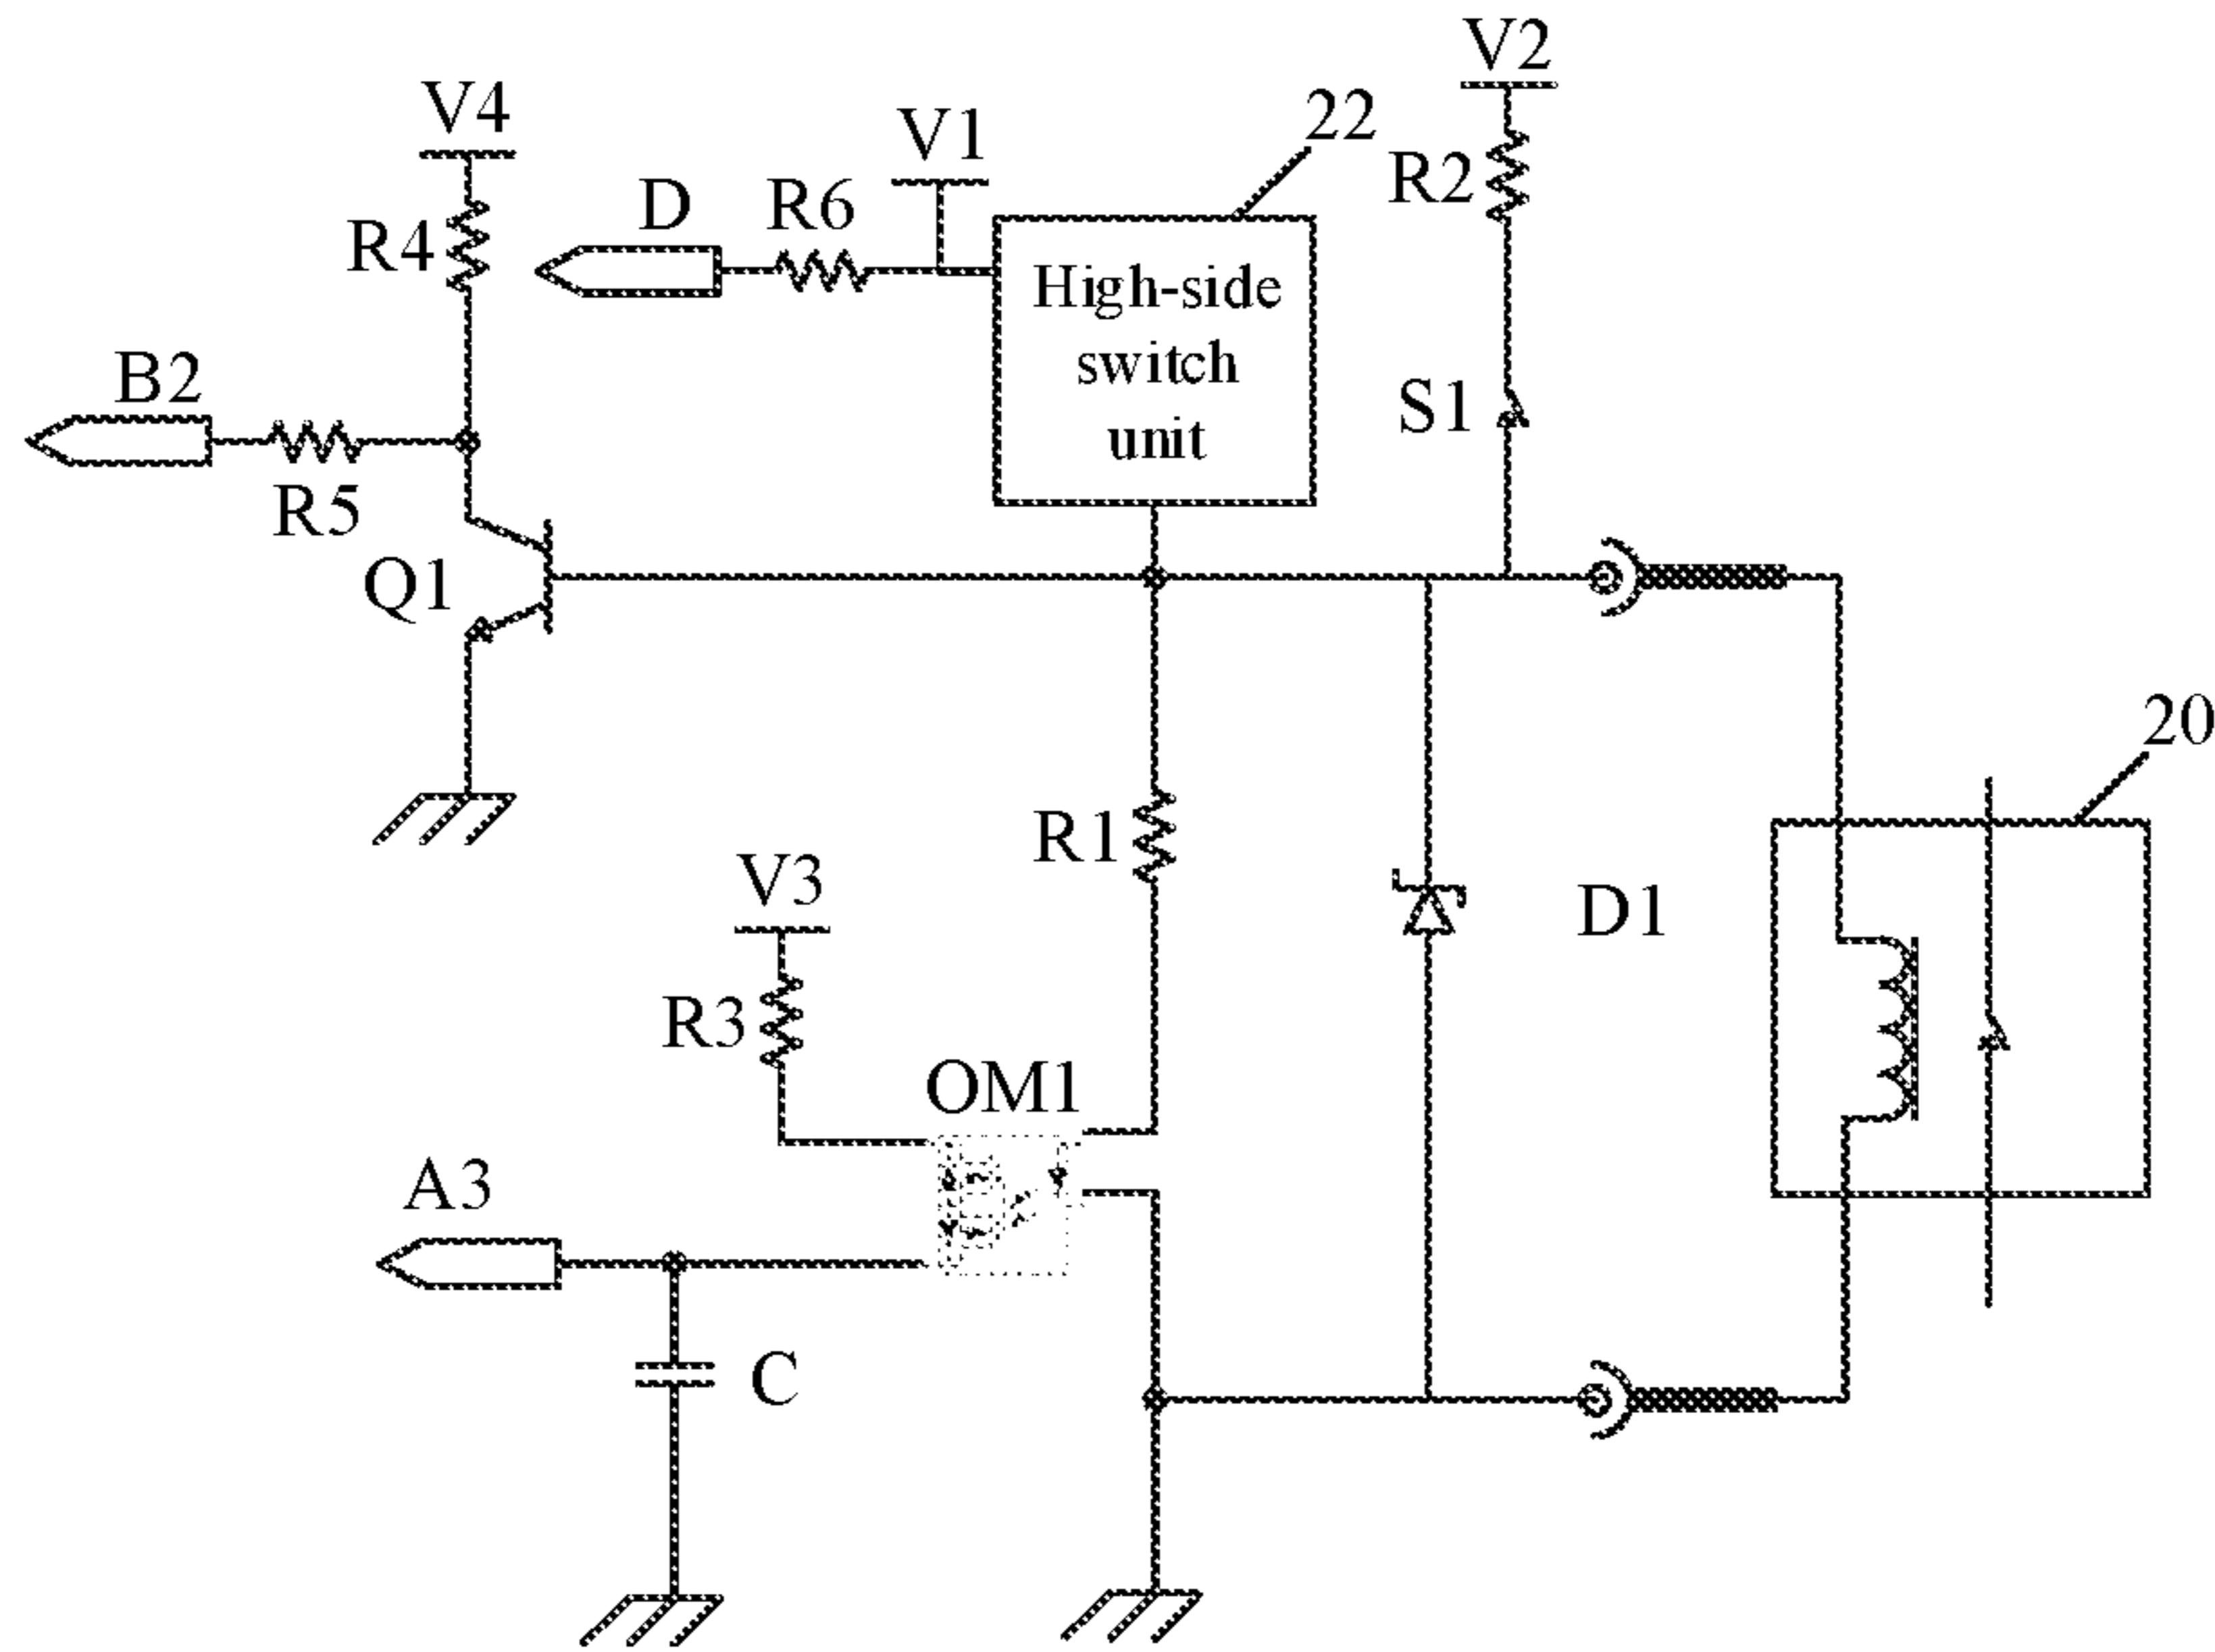 V2
V4
V1
22
R2
D
R6
R4
High-side
switch
unit
B2
S1
R5
Q1
20
R1
V3
D1
R3
OM1
A3
C